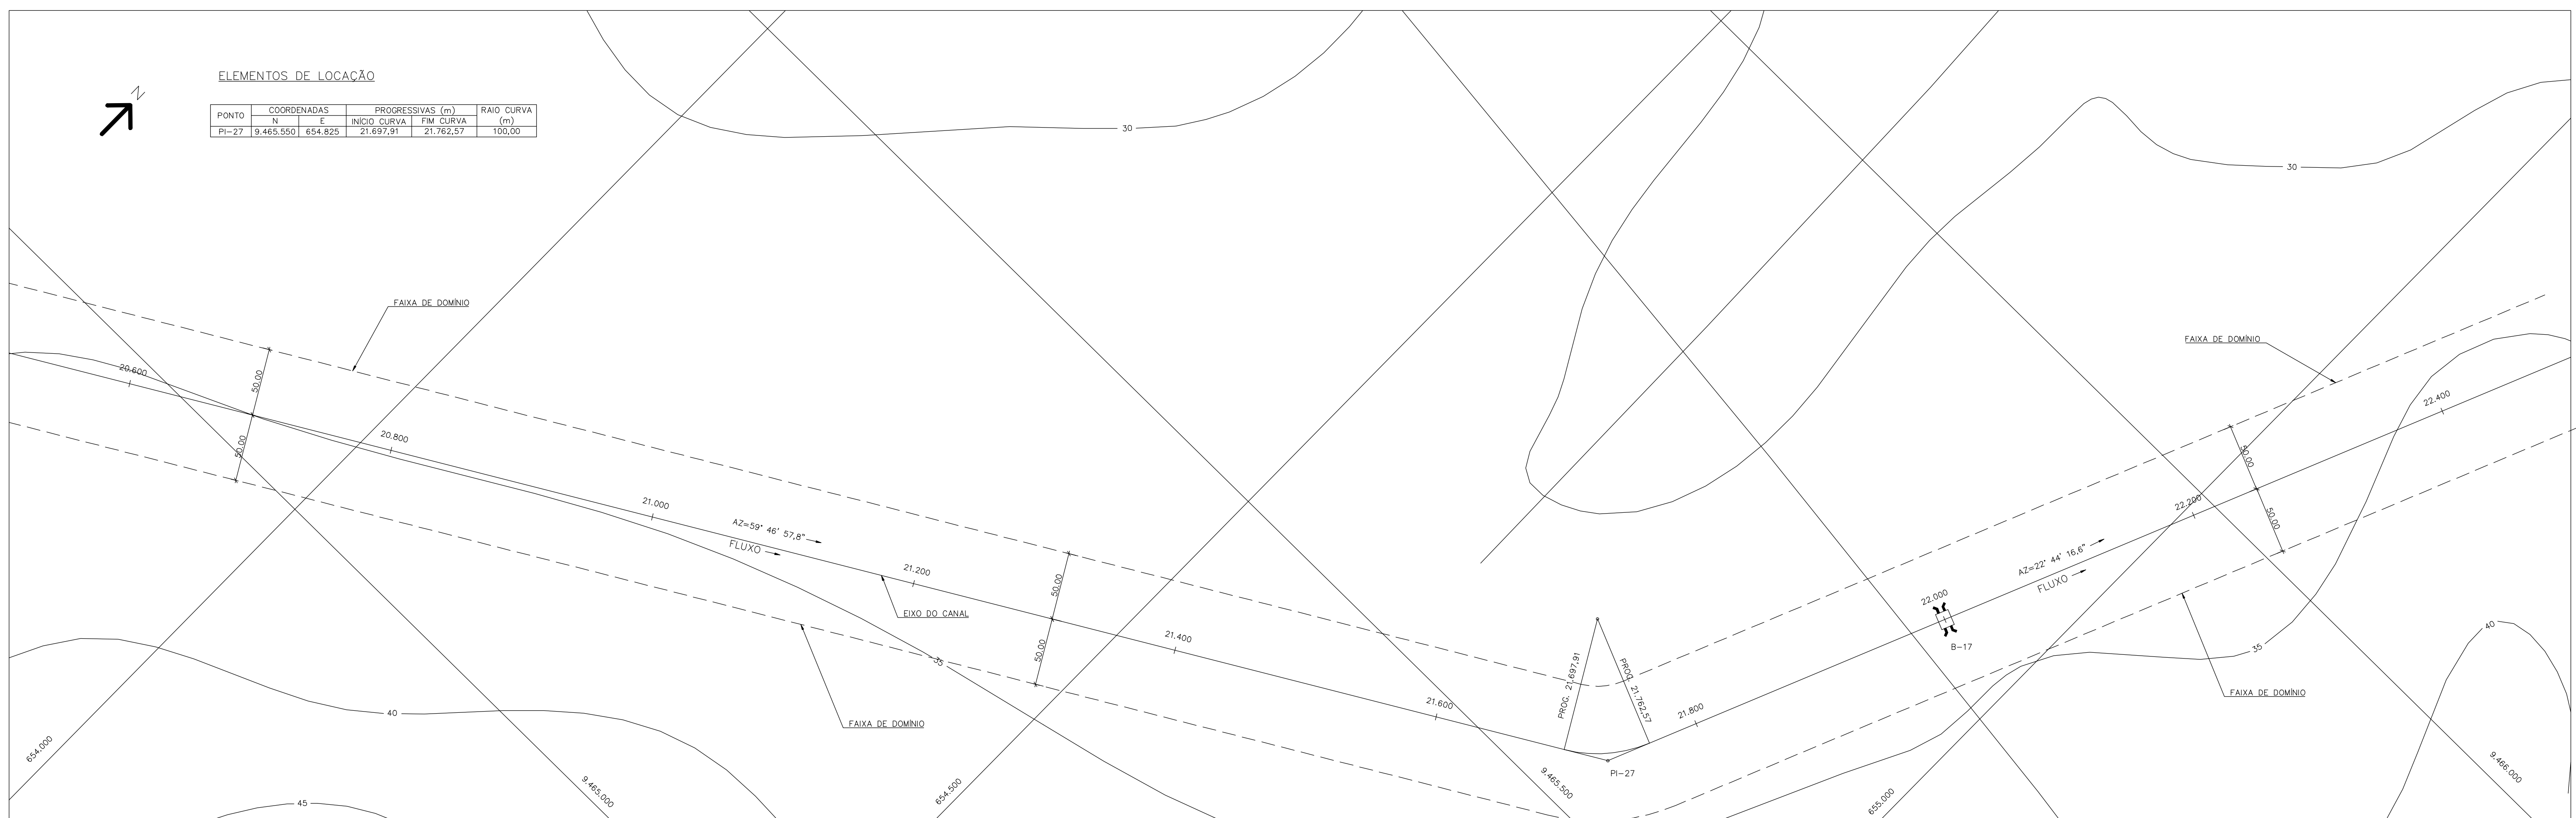 ELEMENTOS DE LOCAÇÃO
N
PONTO COORDENADAS PROGRESSIVAS (m) RAIO CURVA (m)
N E INÍCIO CURVA FIM CURVA
PI-27 9.465.550 654.825 21.697,91 21.762,57 100,00
30
30
FAIXA DE DOMÍNIO
FAIXA DE DOMÍNIO
20.600
50.00
50.00
20.800
21.000
AZ=59° 46' 57,8"
FLUXO
21.200
EIXO DO CANAL
50.00
50.00
35
21.400
21.600
FAIXA DE DOMÍNIO
PROG. 21.697,91
PROG. 21.762,57
PI-27
21.800
22.000
B-17
AZ=22° 44' 16,6"
FLUXO
22.200
50.00
50.00
22.400
FAIXA DE DOMÍNIO
35
40
40
45
654.000
9.465.000
654.500
9.465.500
655.000
9.466.000